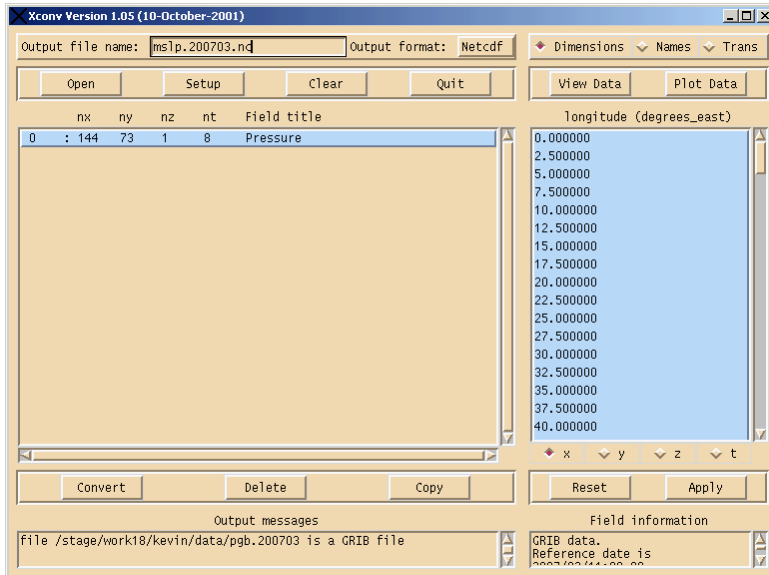 Xconv Version 1.05 (10-October-2001)
Output file name: mslp.200703.nc Output format: Netcdf
Dimensions Names Trans
Open Setup Clear Quit
View Data Plot Data
nx ny nz nt Field title
0 : 144 73 1 8 Pressure
longitude (degrees_east)
0.000000
2.500000
5.000000
7.500000
10.000000
12.500000
15.000000
17.500000
20.000000
22.500000
25.000000
27.500000
30.000000
32.500000
35.000000
37.500000
40.000000
x y z t
Convert Delete Copy
Reset Apply
Output messages
file /stage/work18/kevin/data/pgb.200703 is a GRIB file
Field information
GRIB data.
Reference date is